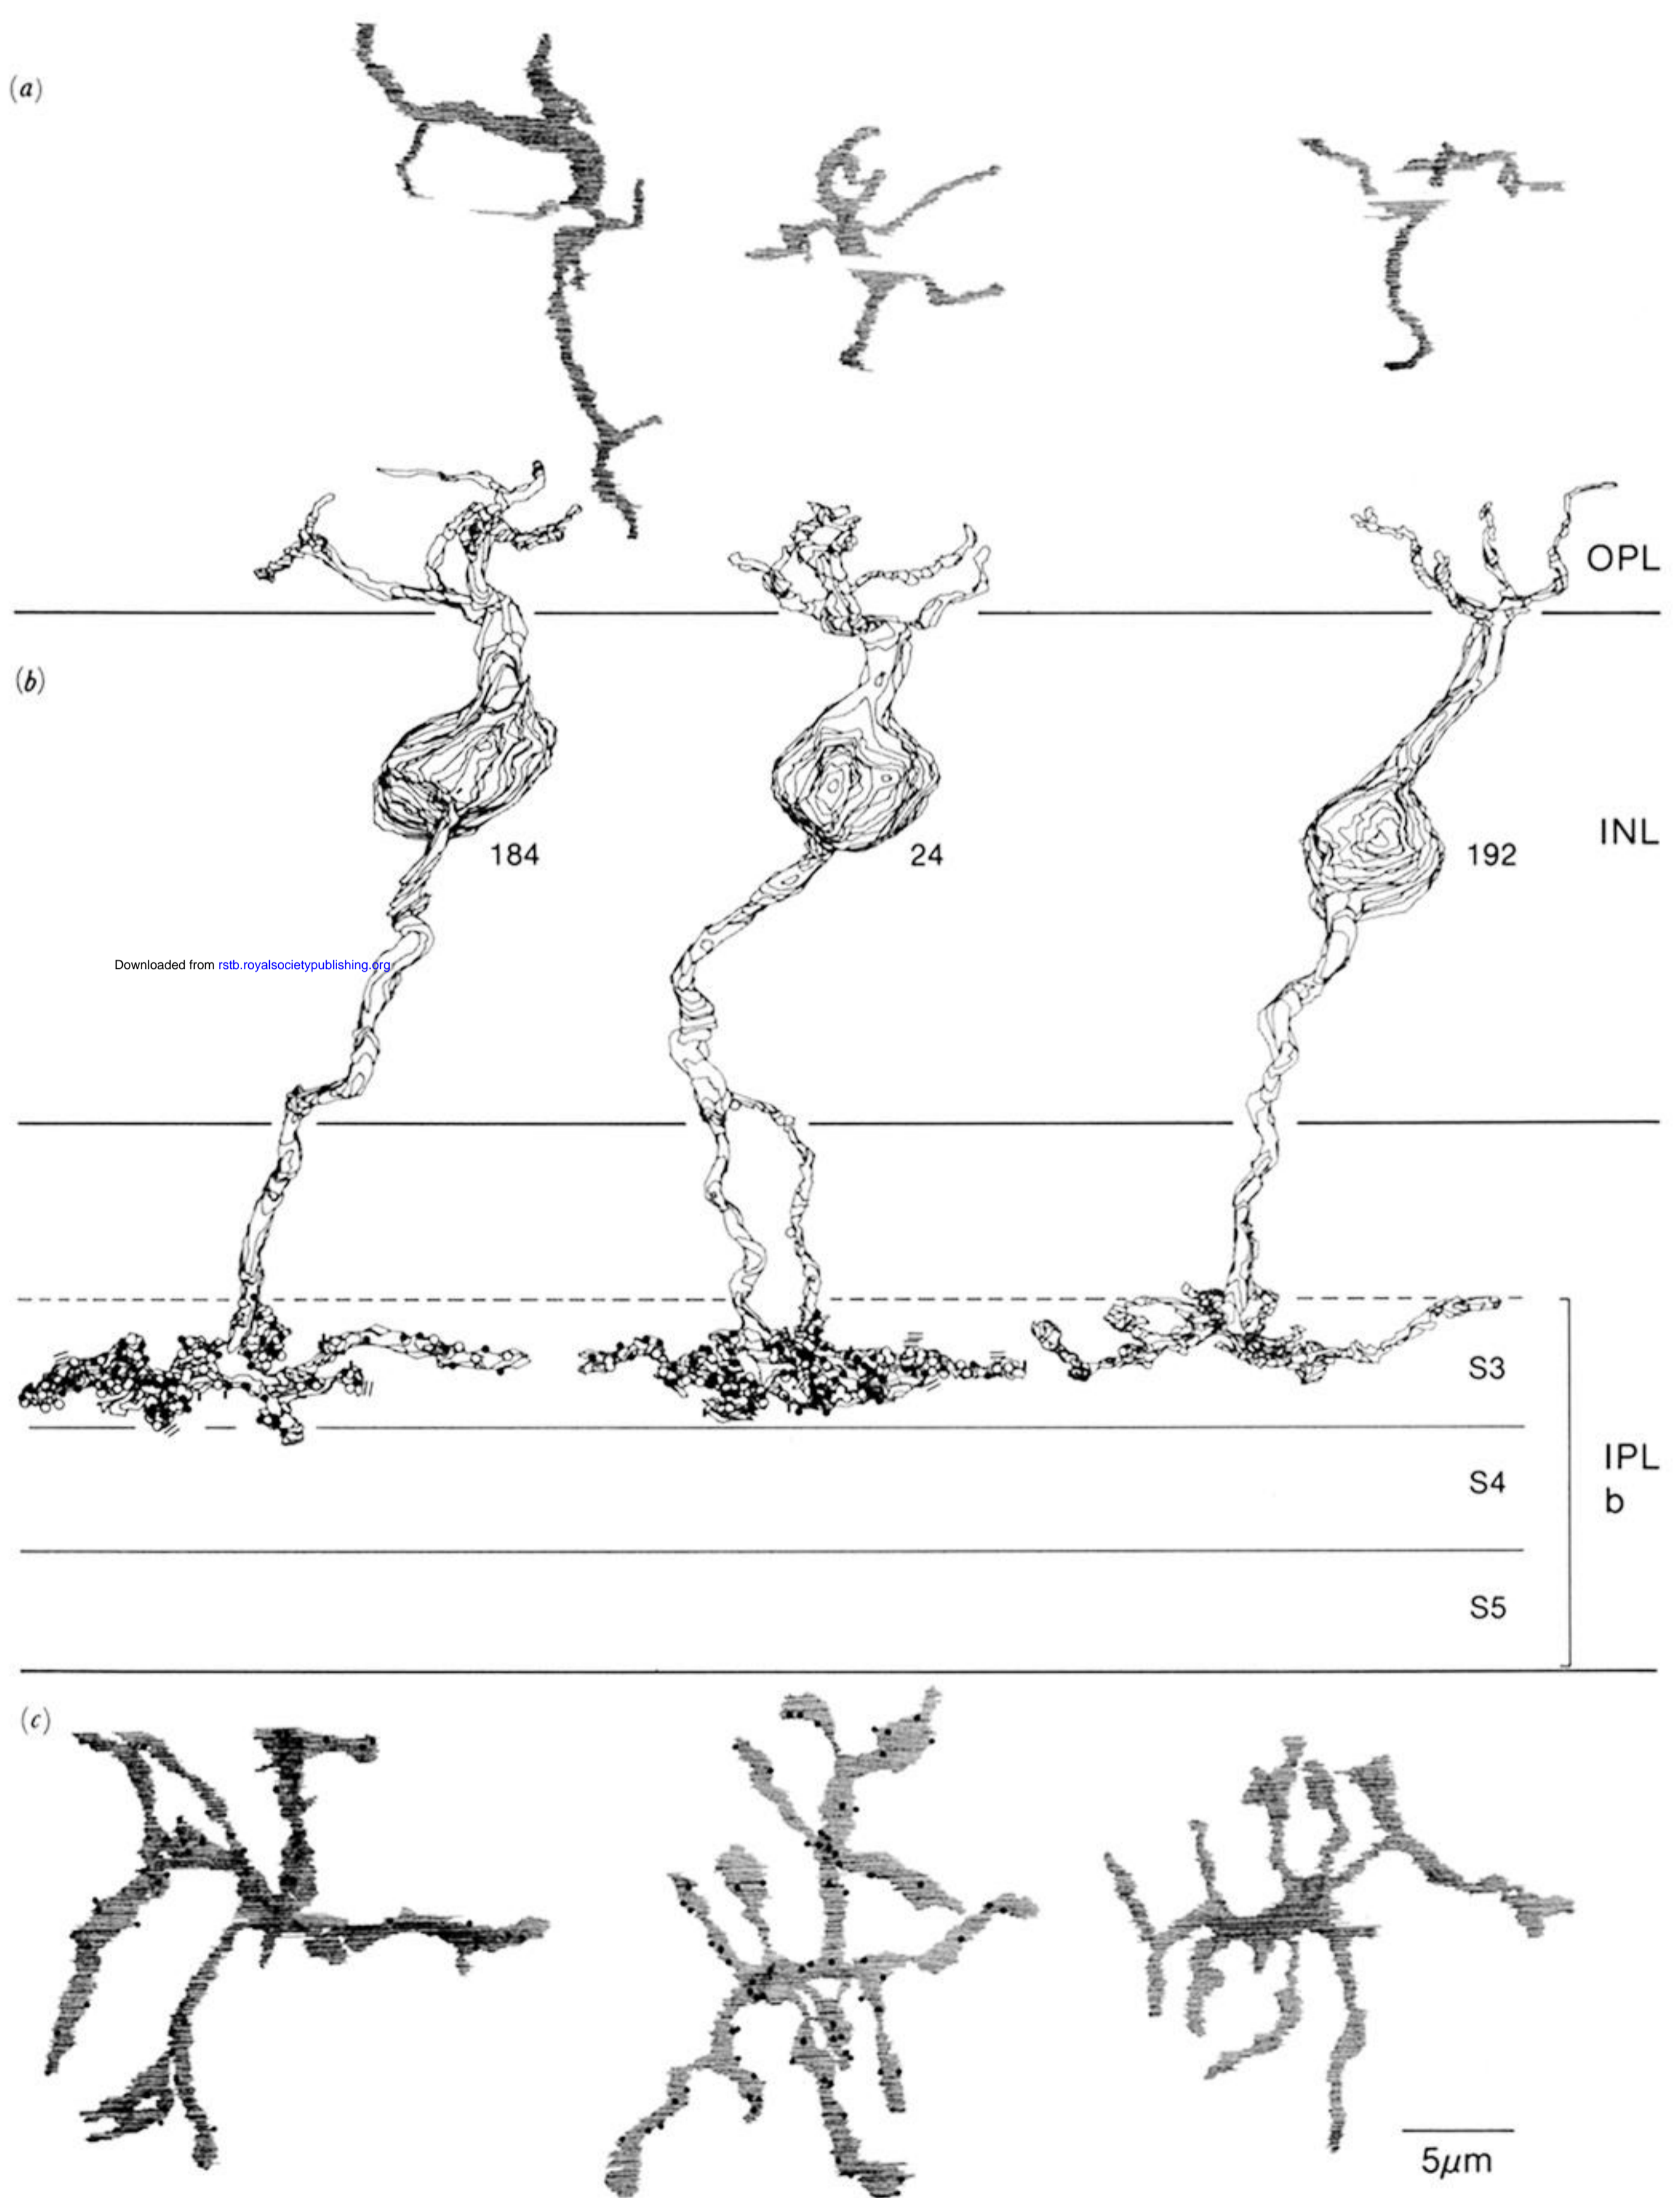 (a)
OPL
(b)
INL
184
24
192
Downloaded from rstb.royalsocietypublishing.org
S3
IPL
b
S4
S5
(c)
5μm